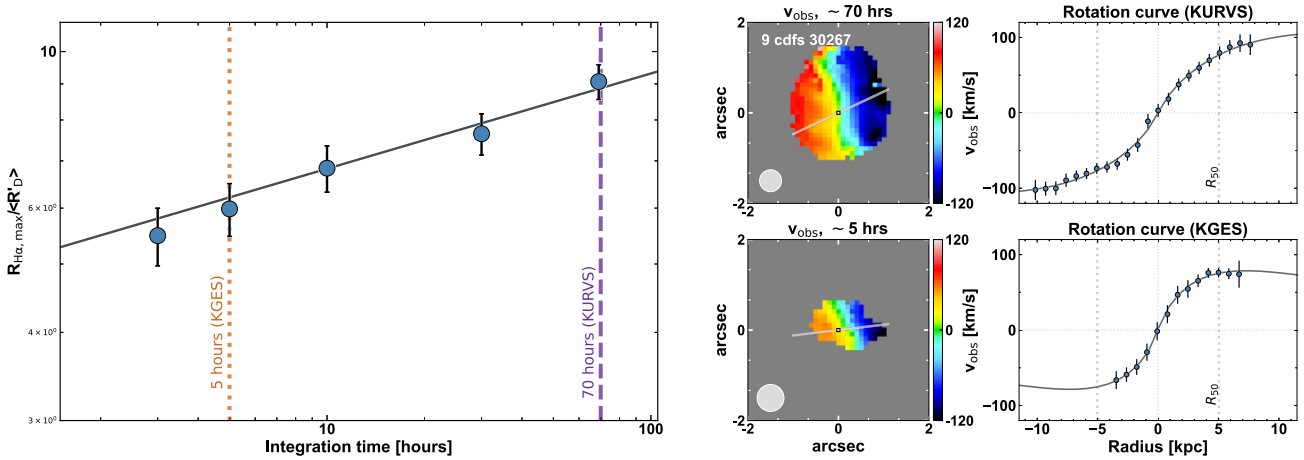 10
6 × 10⁰
4 × 10⁰
3 × 10⁰
R_Hα, max/<R'_D>
5 hours (KGES)
70 hours (KURVS)
10
100
Integration time [hours]
v_obs, ~ 70 hrs
9 cdfs 30267
2
0
-2
arcsec
-2
0
2
120
0
-120
v_obs [km/s]
Rotation curve (KURVS)
100
0
-100
R_50
v_obs, ~ 5 hrs
2
0
-2
arcsec
-2
0
2
arcsec
120
0
-120
v_obs [km/s]
Rotation curve (KGES)
100
0
-100
R_50
-10
-5
0
5
10
Radius [kpc]